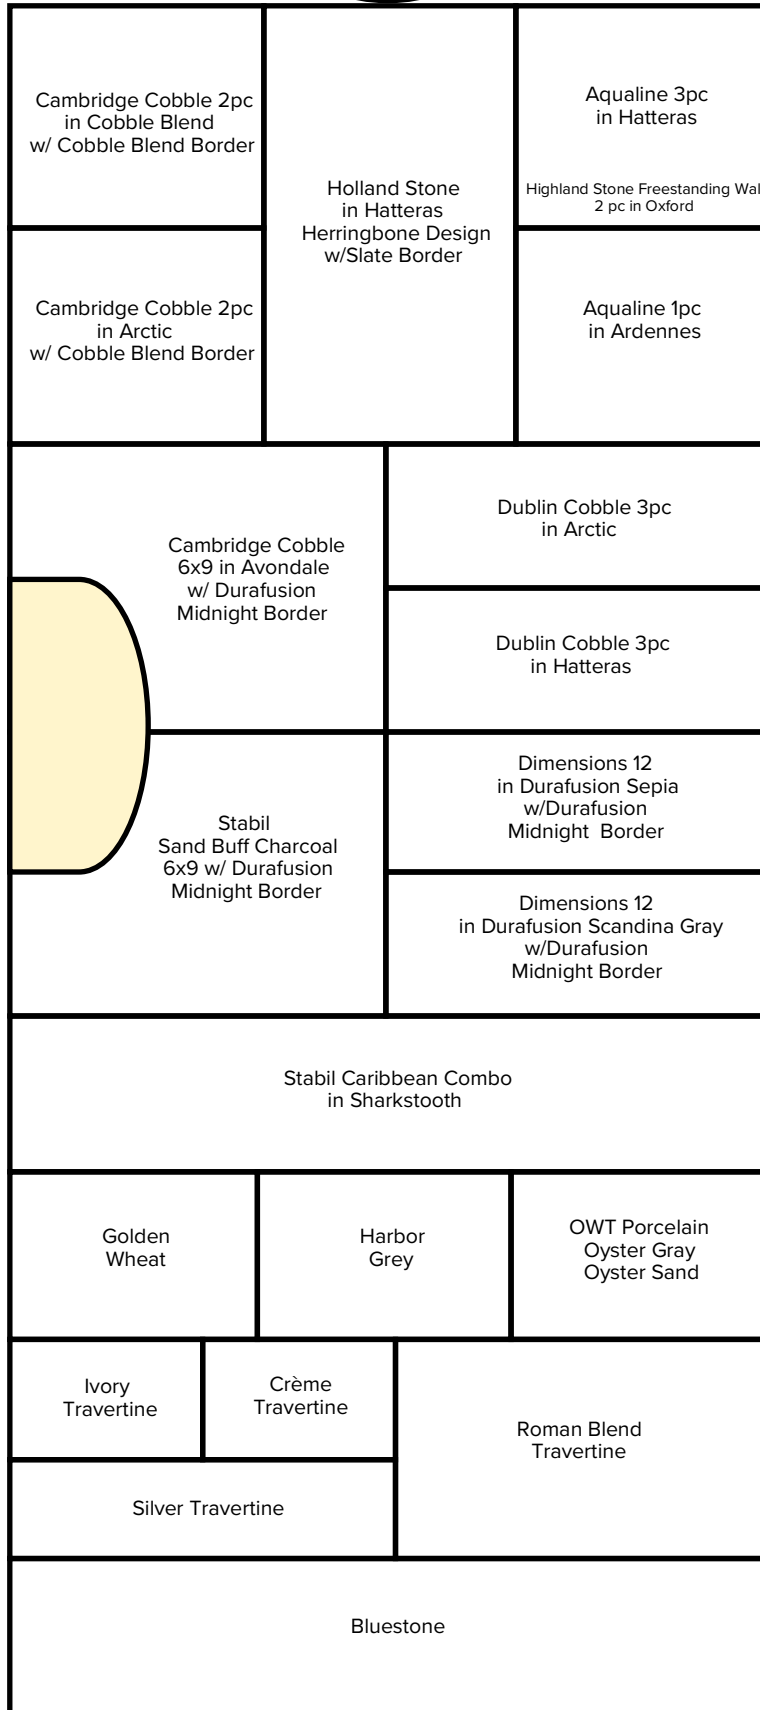 Cambridge Cobble 2pc
in Cobble Blend
w/ Cobble Blend Border
Holland Stone
in Hatteras
Herringbone Design
w/Slate Border
Aqualine 3pc
in Hatteras
Highland Stone Freestanding Wal
2 pc in Oxford
Cambridge Cobble 2pc
in Arctic
w/ Cobble Blend Border
Aqualine 1pc
in Ardennes
Cambridge Cobble
6x9 in Avondale
w/ Durafusion
Midnight Border
Dublin Cobble 3pc
in Arctic
Dublin Cobble 3pc
in Hatteras
Stabil
Sand Buff Charcoal
6x9 w/ Durafusion
Midnight Border
Dimensions 12
in Durafusion Sepia
w/Durafusion
Midnight  Border
Dimensions 12
in Durafusion Scandina Gray
w/Durafusion
Midnight Border
Stabil Caribbean Combo
in Sharkstooth
Golden
Wheat
Harbor
Grey
OWT Porcelain
Oyster Gray
Oyster Sand
Ivory
Travertine
Crème
Travertine
Roman Blend
Travertine
Silver Travertine
Bluestone